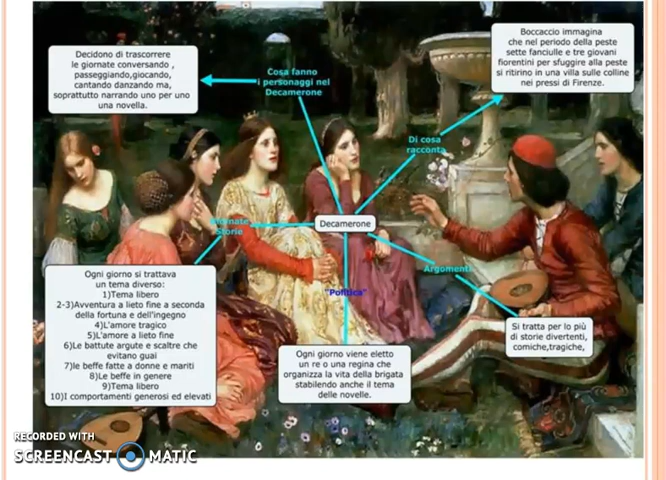 Decidono di trascorrere
le giornate conversando ,
passeggiando,giocando,
cantando danzando ma,
soprattutto narrando uno per uno
una novella.
Cosa fanno
i personaggi nel
Decamerone
Boccaccio immagina
che nel periodo della peste
sette fanciulle e tre giovani
fiorentini per sfuggire alla peste
si ritirino in una villa sulle colline
nei pressi di Firenze.
Di cosa
racconta
Decamerone
Storie
Argomenti
"Politica"
Ogni giorno si trattava
un tema diverso:
1)Tema libero
2-3)Avventura a lieto fine a seconda
della fortuna e dell'ingegno
4)L'amore tragico
5)L'amore a lieto fine
6)Le battute argute e scaltre che
evitano guai
7)le beffe fatte a donne e mariti
8)Le beffe in genere
9)Tema libero
10)I comportamenti generosi ed elevati
Ogni giorno viene eletto
un re o una regina che
organizza la vita della brigata
stabilendo anche il tema
delle novelle.
Si tratta per lo più
di storie divertenti,
comiche,tragiche,
RECORDED WITH
SCREENCAST MATIC